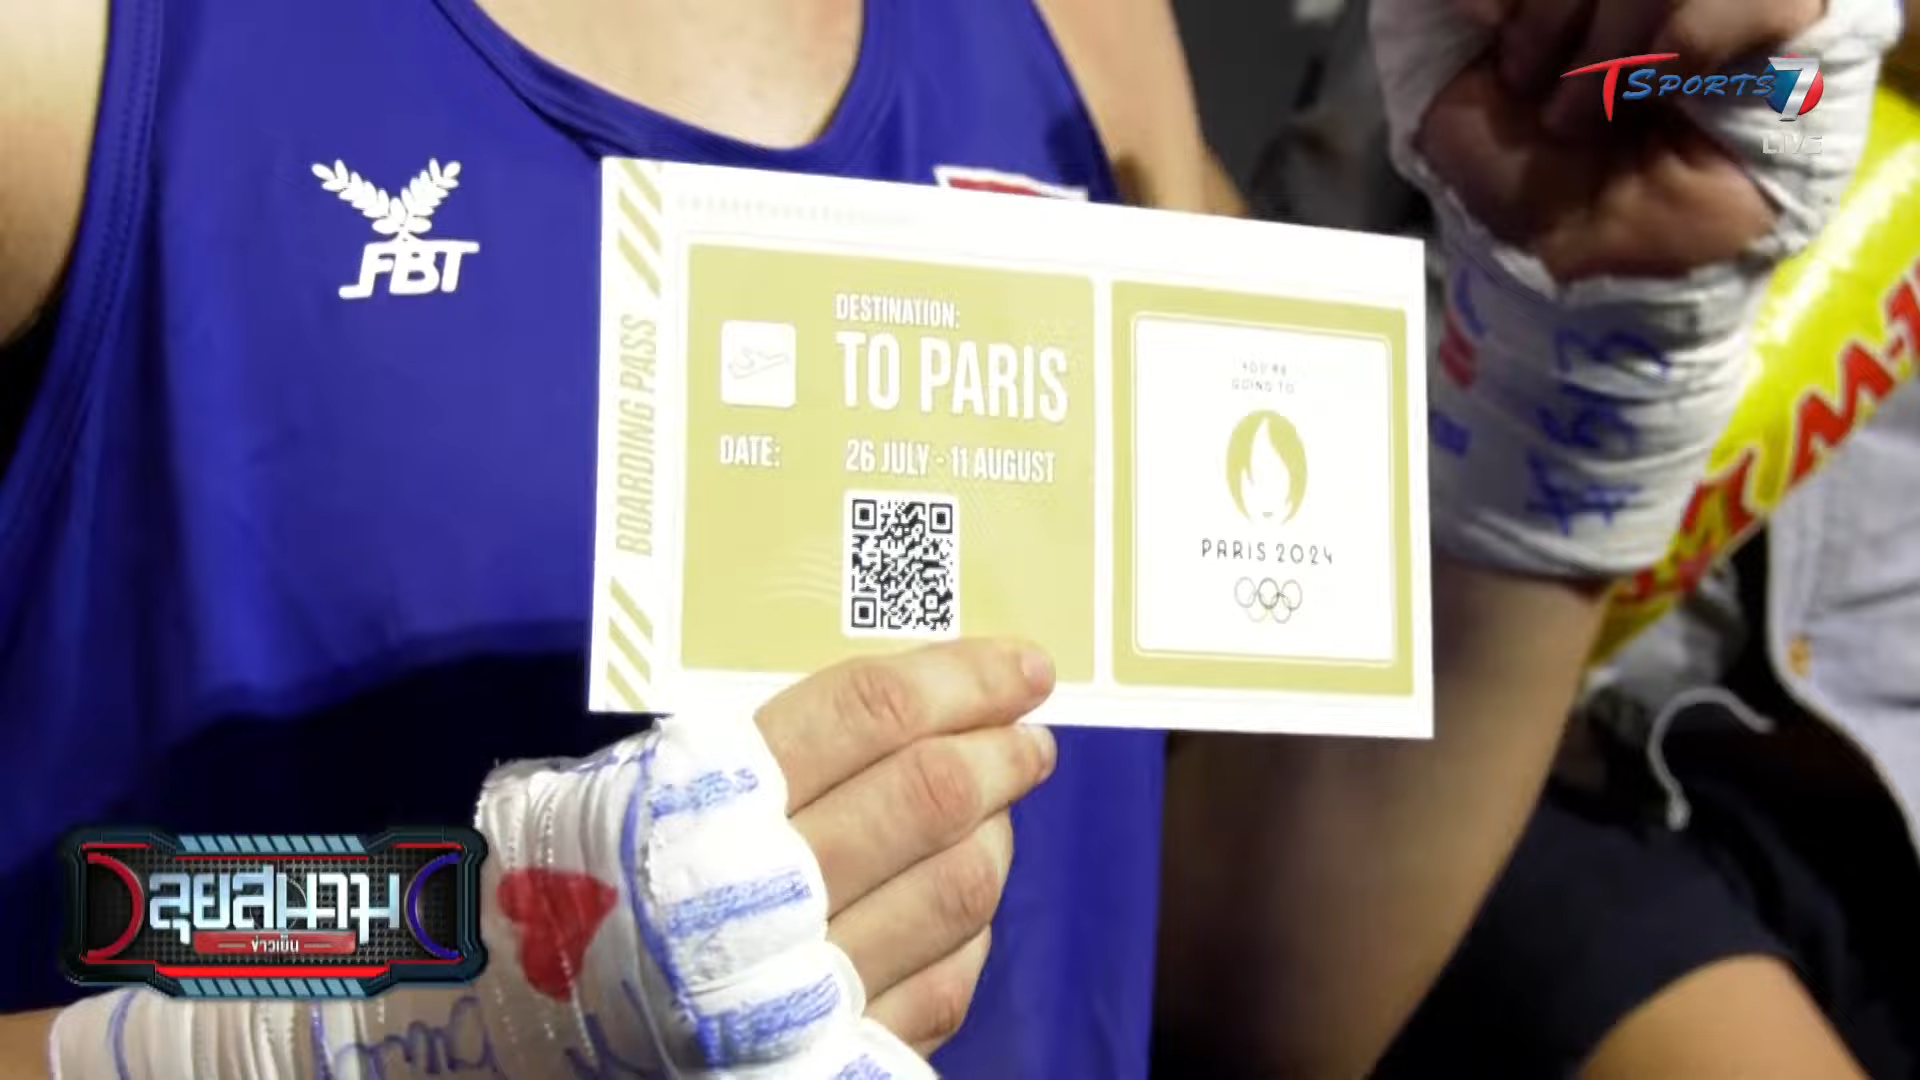 TSPORTS 7
LIVE
FBT
BOARDING PASS
DESTINATION:
TO PARIS
DATE: 26 JULY - 11 AUGUST
YOU'RE
GOING TO
PARIS 2024
M-1
ลุยสนาม
ข่าวเย็น